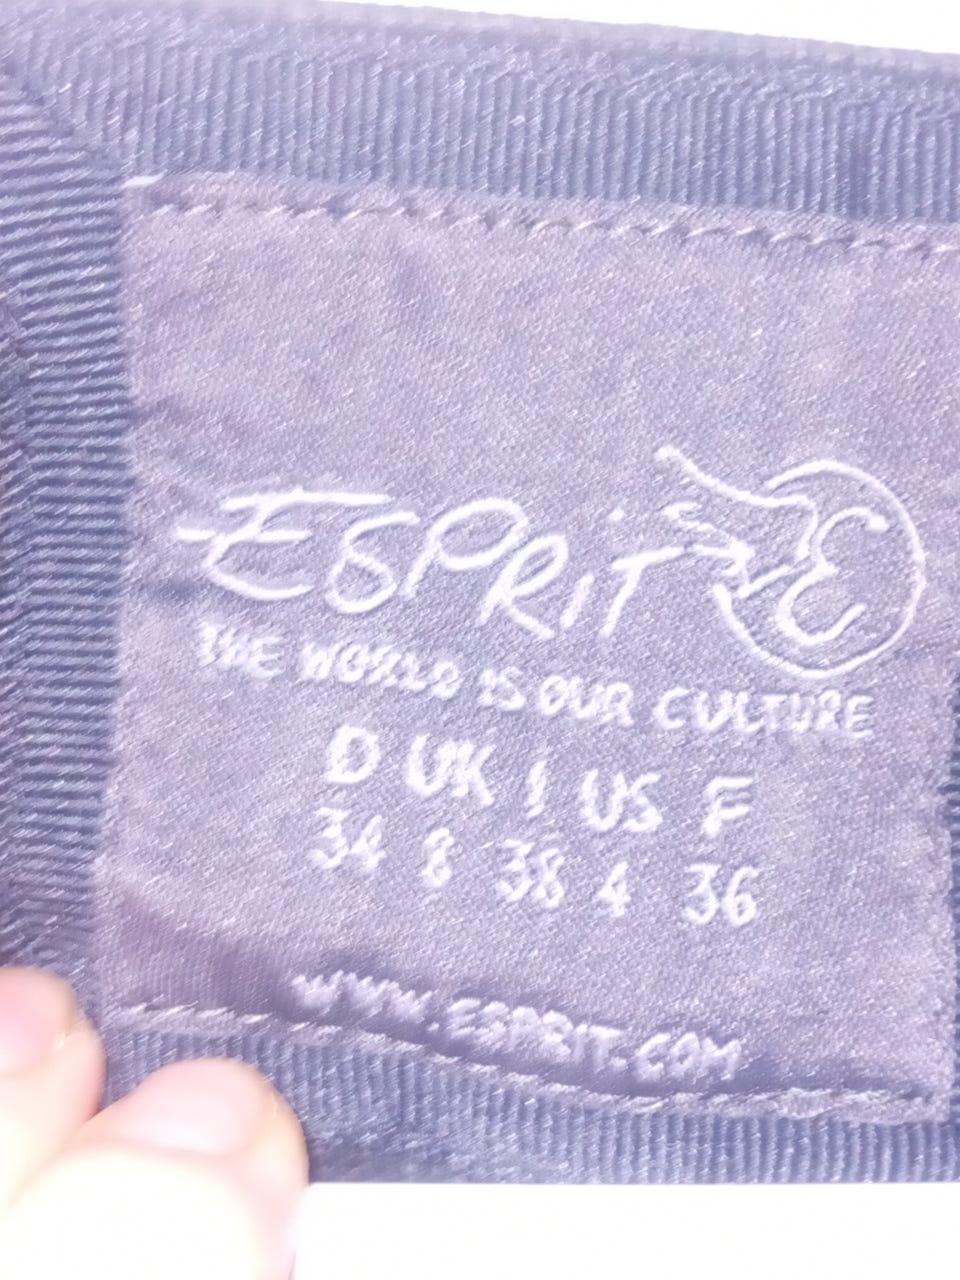 ESPRIT E
THE WORLD IS OUR CULTURE
D UK I US F
34 8 38 4 36
WWW.ESPRIT.COM